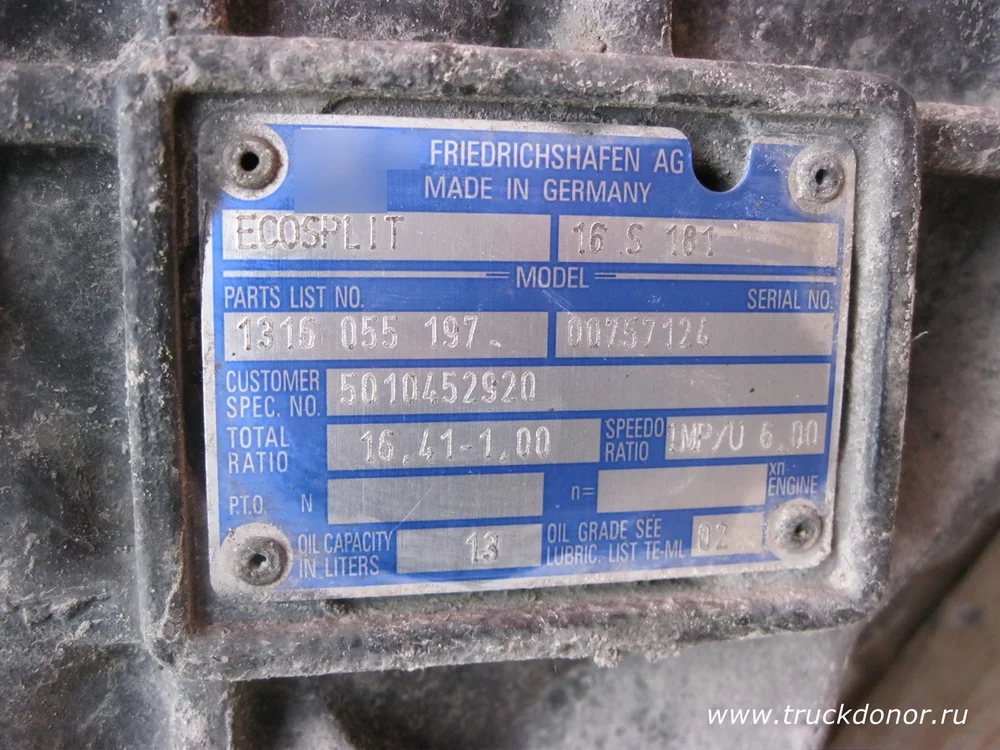 FRIEDRICHSHAFEN AG
MADE IN GERMANY
ECOSPLIT 16 S 181
MODEL
PARTS LIST NO. SERIAL NO.
1316 055 197 00757124
CUSTOMER SPEC. NO. 5010452920
TOTAL RATIO 16,41-1,00 SPEEDO RATIO IMP/U 6,00
P.T.O. N n= xn ENGINE
OIL CAPACITY IN LITERS 13 OIL GRADE SEE LUBRIC. LIST TE-ML 02
www.truckdonor.ru